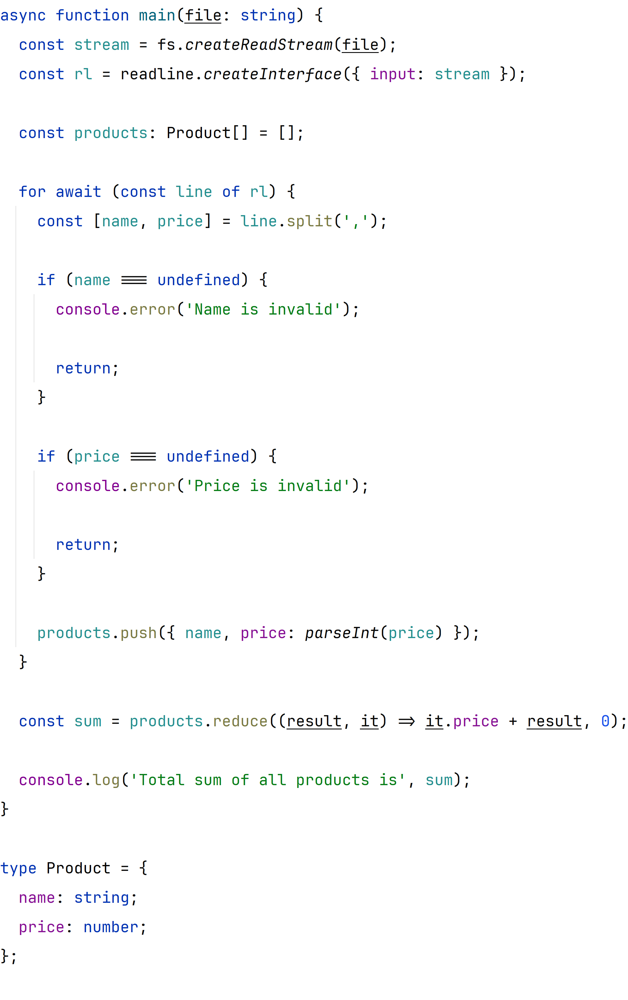 async function main(file: string) {
  const stream = fs.createReadStream(file);
  const rl = readline.createInterface({ input: stream });

  const products: Product[] = [];

  for await (const line of rl) {
    const [name, price] = line.split(',');

    if (name === undefined) {
      console.error('Name is invalid');

      return;
    }

    if (price === undefined) {
      console.error('Price is invalid');

      return;
    }

    products.push({ name, price: parseInt(price) });
  }

  const sum = products.reduce((result, it) => it.price + result, 0);

  console.log('Total sum of all products is', sum);
}

type Product = {
  name: string;
  price: number;
};